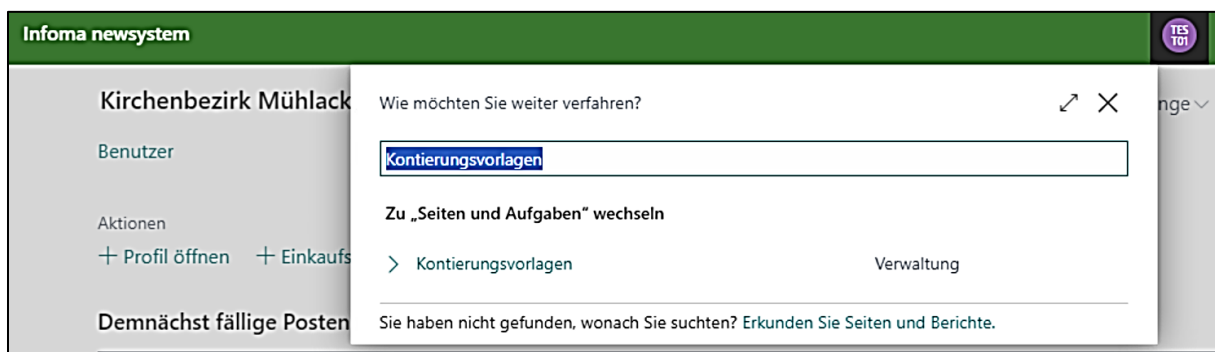 Infoma newsystem
TES
T01
Kirchenbezirk Mühlack
Wie möchten Sie weiter verfahren?
nge
Benutzer
Kontierungsvorlagen
Zu „Seiten und Aufgaben“ wechseln
Aktionen
+ Profil öffnen + Einkaufs
> Kontierungsvorlagen Verwaltung
Demnächst fällige Posten
Sie haben nicht gefunden, wonach Sie suchten? Erkunden Sie Seiten und Berichte.